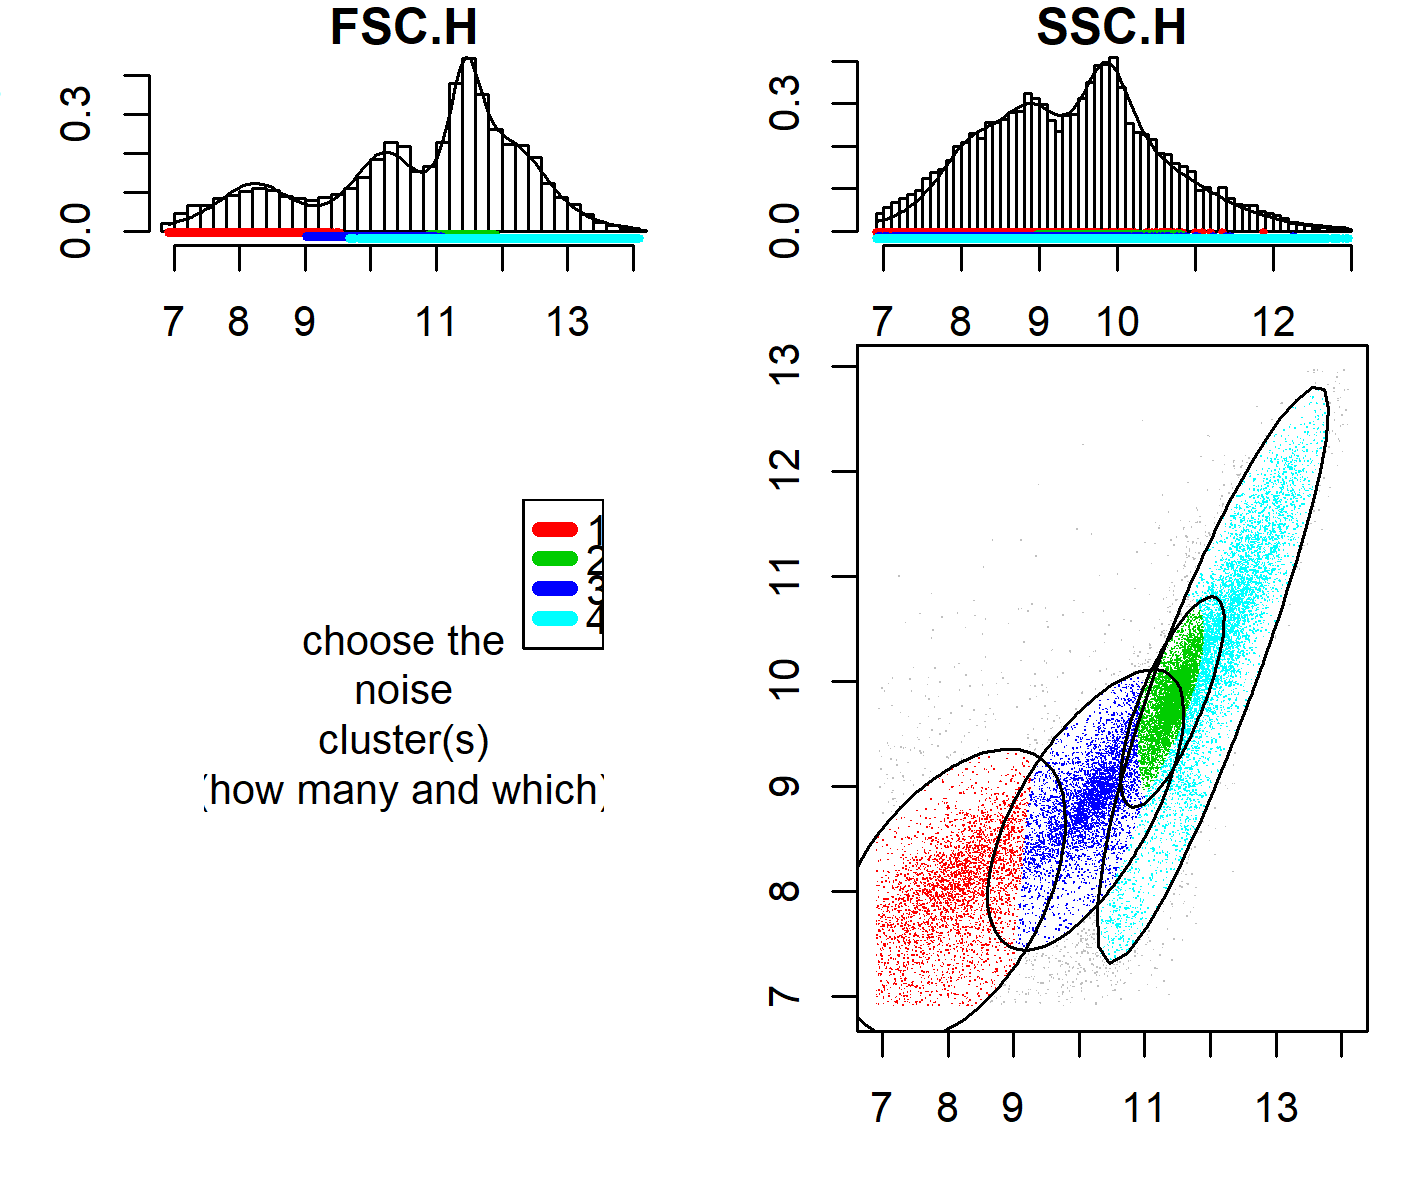 FSC.H
SSC.H
0.3
0.0
7 8 9 11 13
0.3
0.0
7 8 9 10 12
1
2
3
4
choose the
noise
cluster(s)
(how many and which)
13
12
11
10
9
8
7
7 8 9 11 13